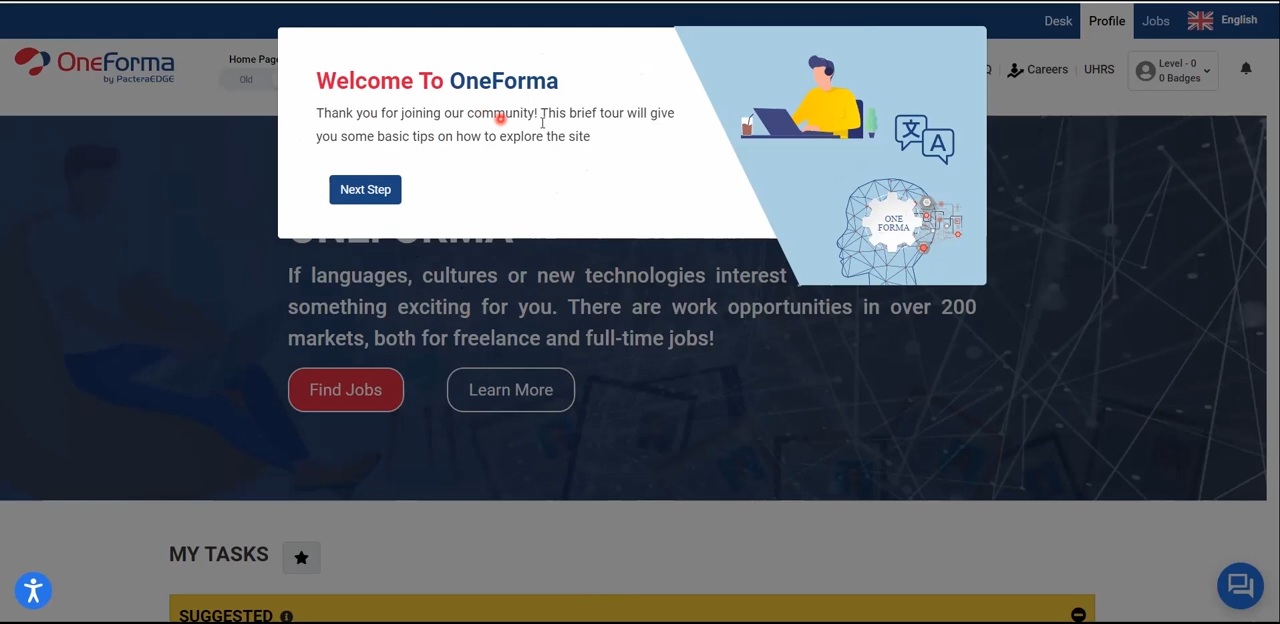 Desk Profile Jobs English
OneForma
by PacteraEDGE
Home Page
Old
Careers UHRS
Level - 0
0 Badges
Welcome To OneForma
Thank you for joining our community! This brief tour will give
you some basic tips on how to explore the site
Next Step
文 A
ONE
FORMA
If languages, cultures or new technologies interest
something exciting for you. There are work opportunities in over 200
markets, both for freelance and full-time jobs!
Find Jobs Learn More
MY TASKS
SUGGESTED